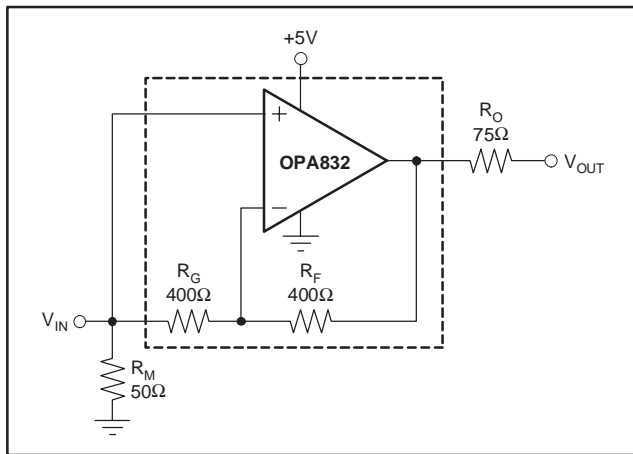 +5V
R_O
75Ω
+
OPA832
V_OUT
−
R_G
400Ω
R_F
400Ω
V_IN
R_M
50Ω